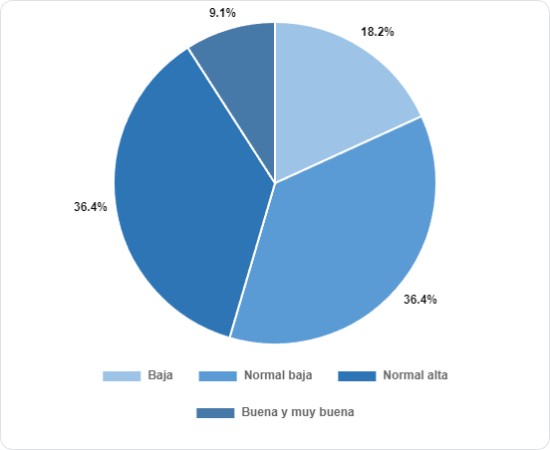 9.1%
18.2%
36.4%
36.4%
Baja Normal baja Normal alta
Buena y muy buena